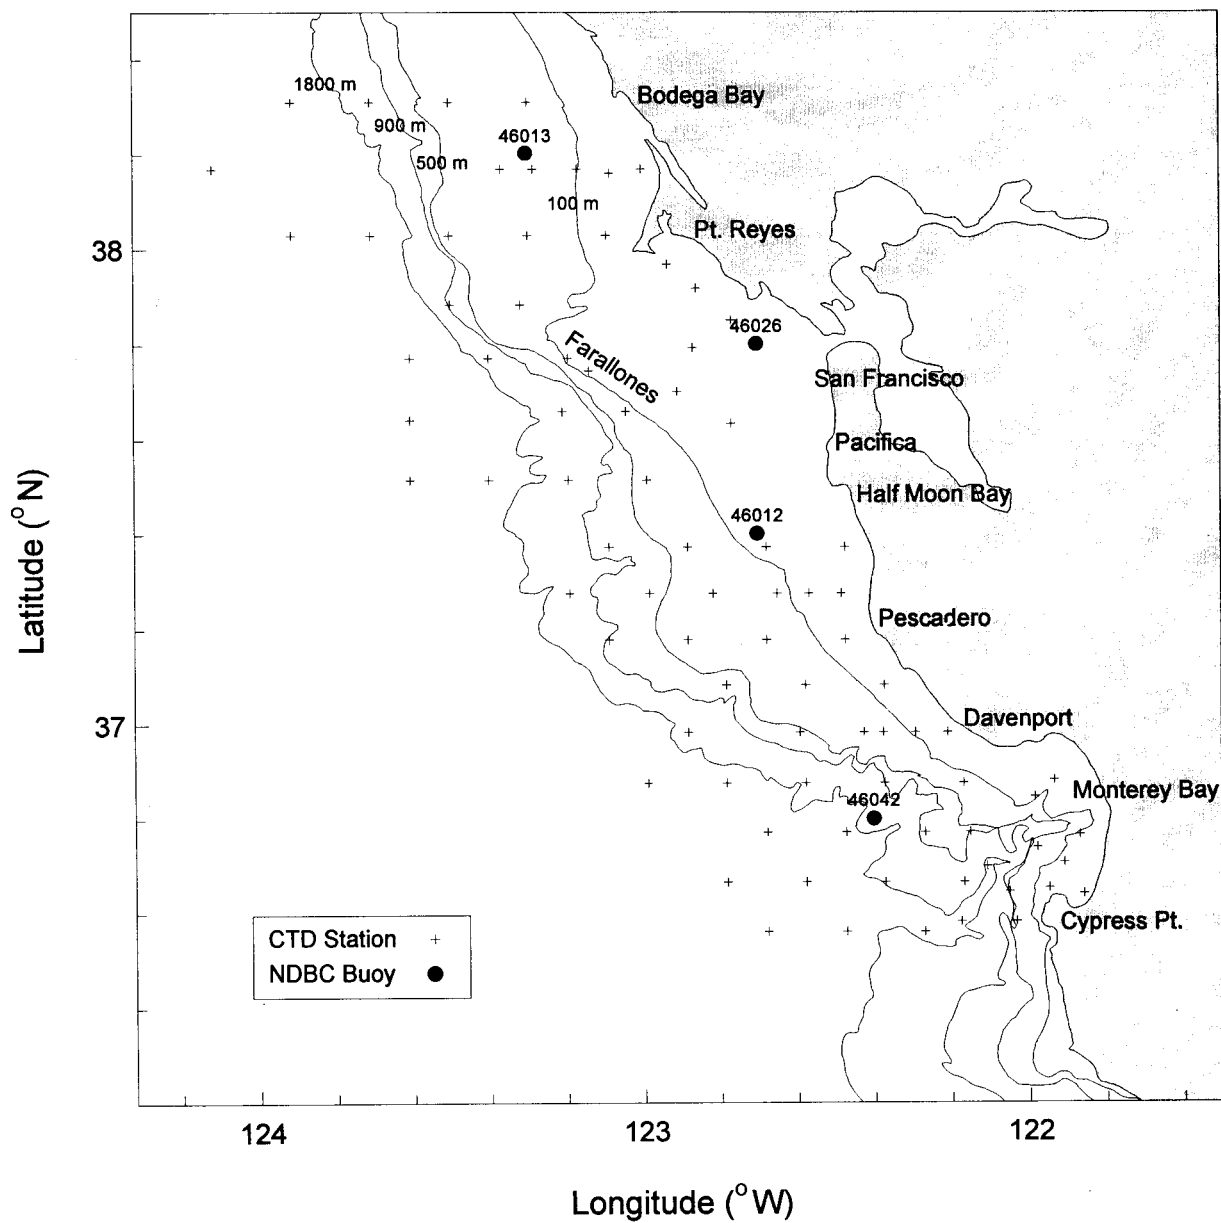 1800 m
Bodega Bay
900 m
46013
500 m
100 m
Pt. Reyes
38
46026
Farallones
San Francisco
Pacifica
Half Moon Bay
46012
Pescadero
Davenport
37
Monterey Bay
46042
Cypress Pt.
CTD Station +
NDBC Buoy ●
124
123
122
Latitude (°N)
Longitude (°W)